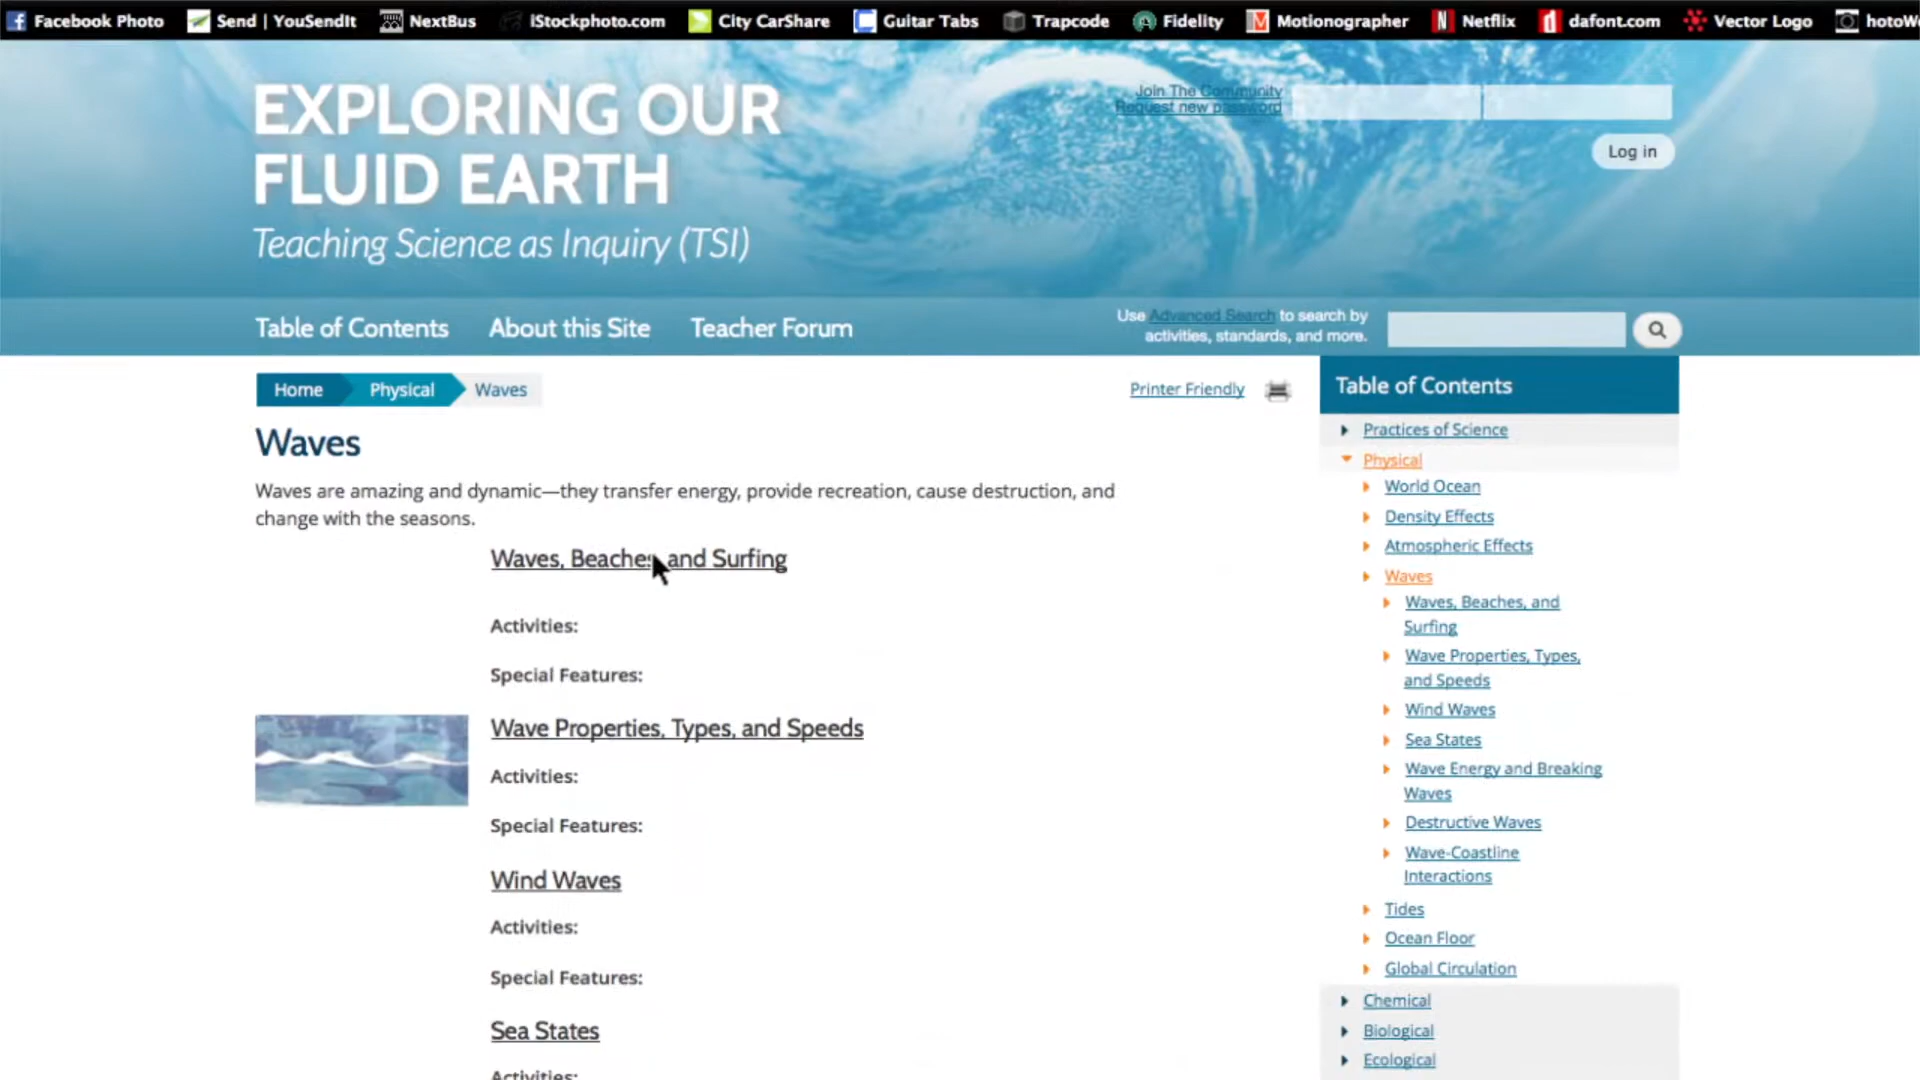 Facebook Photo Send | YouSendIt NextBus iStockphoto.com City CarShare Guitar Tabs Trapcode Fidelity Motionographer Netflix dafont.com Vector Logo hotoW
EXPLORING OUR
FLUID EARTH
Teaching Science as Inquiry (TSI)
Join The Community
Request new password
Log in
Table of Contents About this Site Teacher Forum
Use Advanced Search to search by
activities, standards, and more.
Home Physical Waves
Printer Friendly
Waves
Waves are amazing and dynamic—they transfer energy, provide recreation, cause destruction, and
change with the seasons.
Waves, Beaches and Surfing
Activities:
Special Features:
Wave Properties, Types, and Speeds
Activities:
Special Features:
Wind Waves
Activities:
Special Features:
Sea States
Activities:
Table of Contents
Practices of Science
Physical
World Ocean
Density Effects
Atmospheric Effects
Waves
Waves, Beaches, and
Surfing
Wave Properties, Types,
and Speeds
Wind Waves
Sea States
Wave Energy and Breaking
Waves
Destructive Waves
Wave-Coastline
Interactions
Tides
Ocean Floor
Global Circulation
Chemical
Biological
Ecological